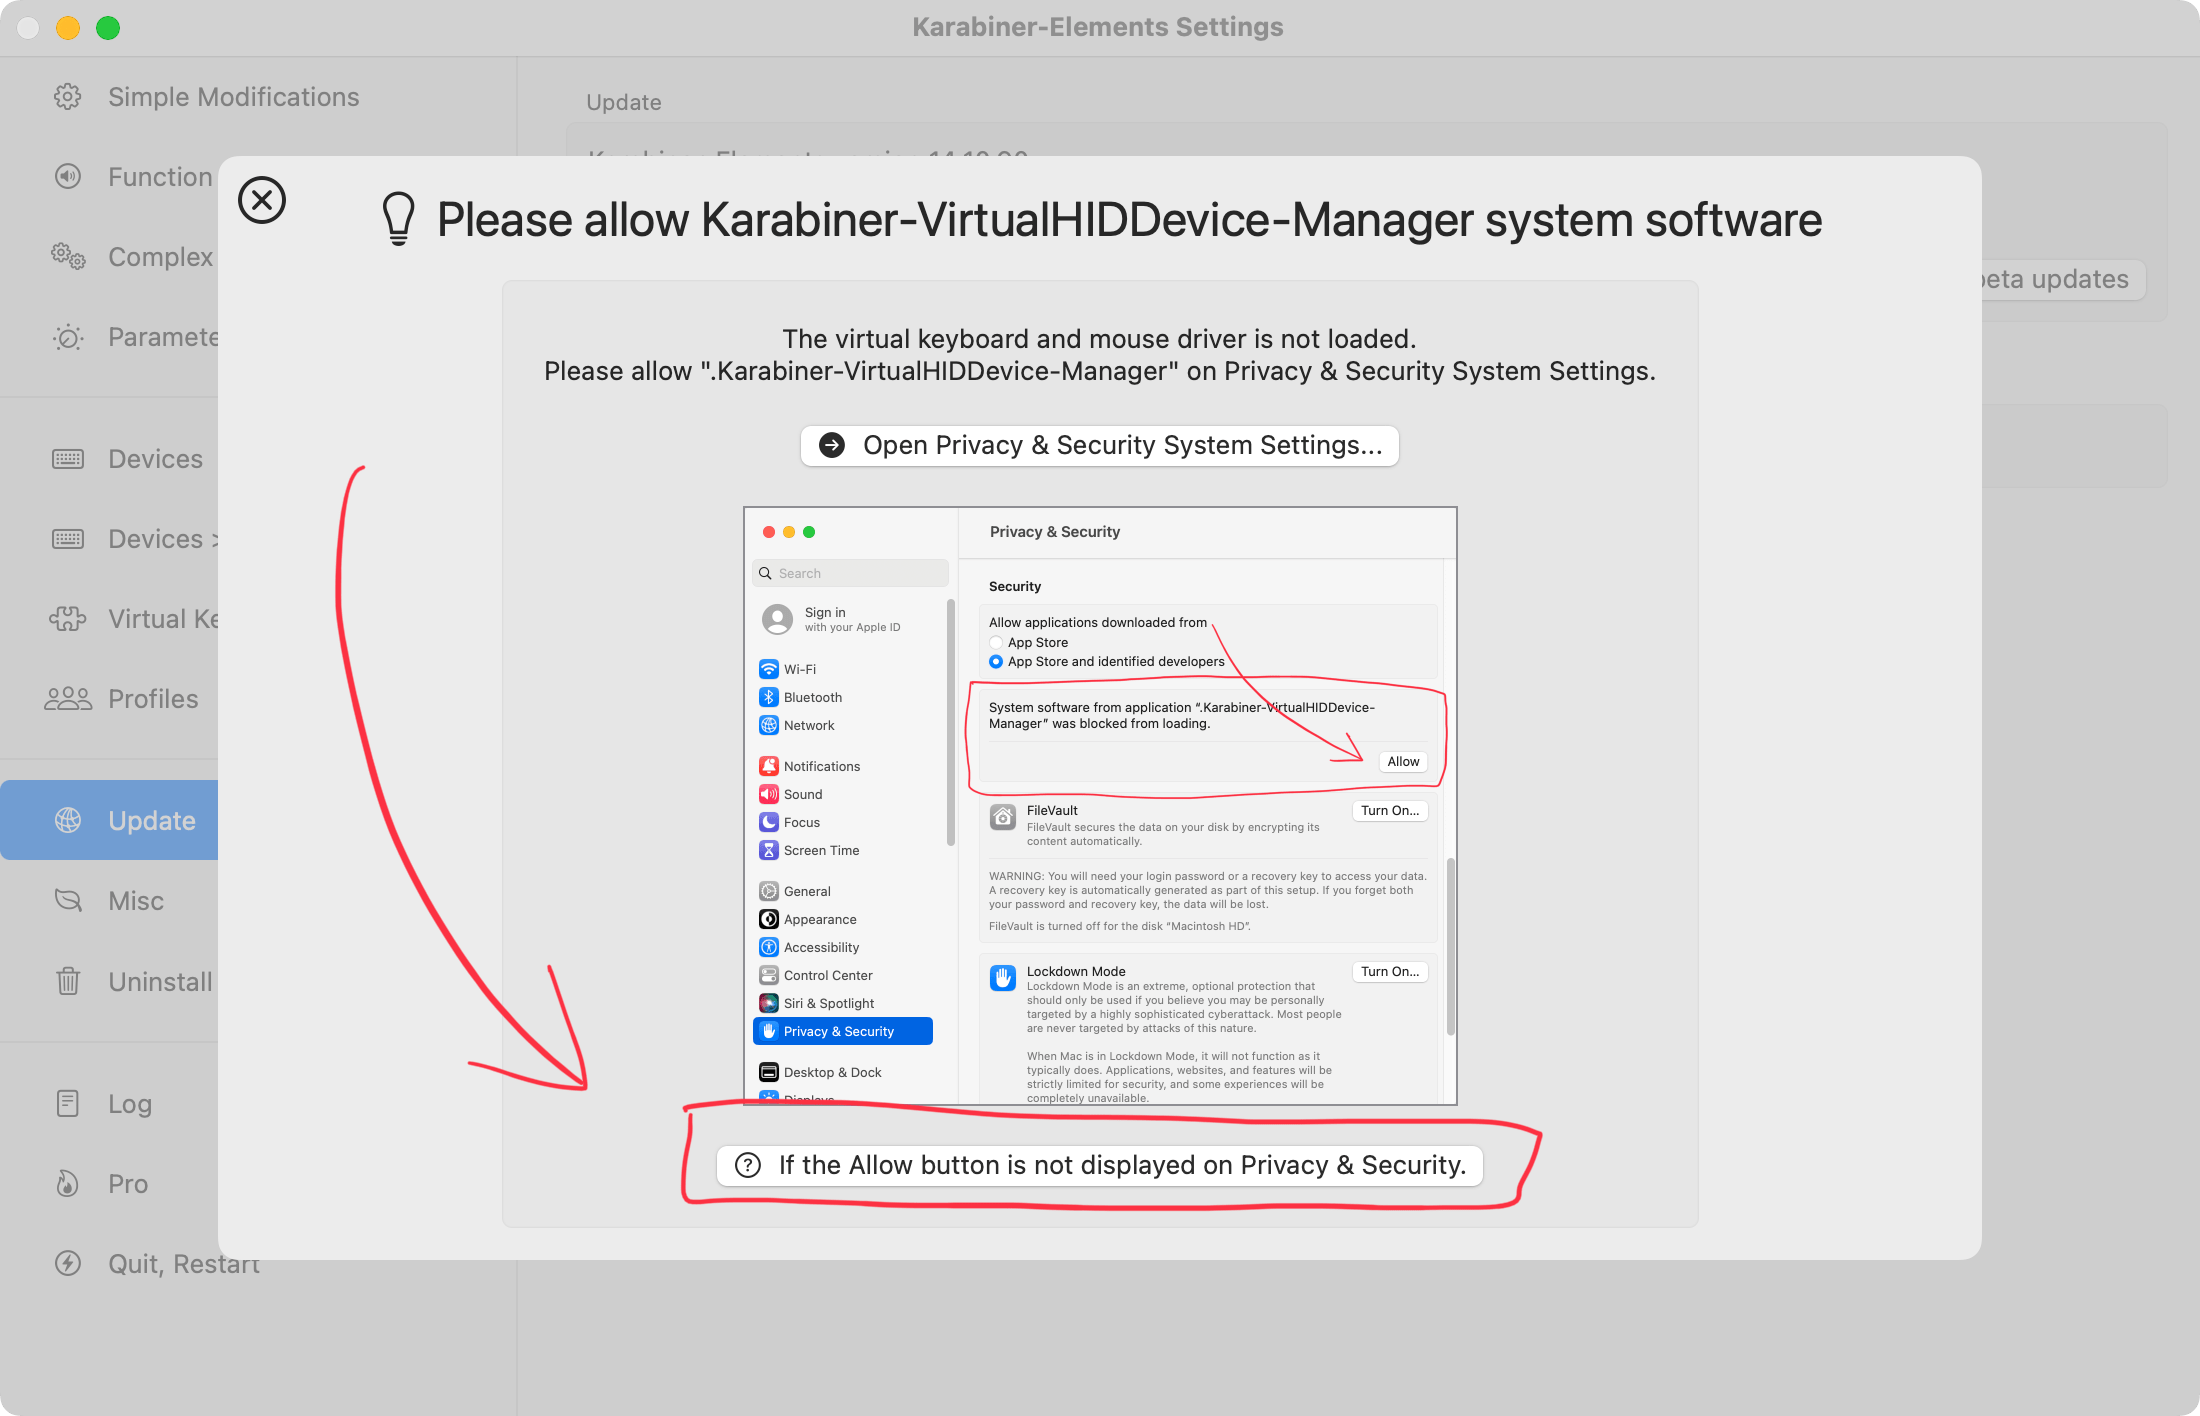 Karabiner-Elements Settings
Simple Modifications
Function
Complex
Paramete
Devices
Devices >
Virtual Ke
Profiles
Update
Misc
Uninstall
Log
Pro
Quit, Restart
Update
beta updates
Please allow Karabiner-VirtualHIDDevice-Manager system software
The virtual keyboard and mouse driver is not loaded.
Please allow ".Karabiner-VirtualHIDDevice-Manager" on Privacy & Security System Settings.
Open Privacy & Security System Settings...
Search
Sign in
with your Apple ID
Wi-Fi
Bluetooth
Network
Notifications
Sound
Focus
Screen Time
General
Appearance
Accessibility
Control Center
Siri & Spotlight
Privacy & Security
Desktop & Dock
Displays
Privacy & Security
Security
Allow applications downloaded from
App Store
App Store and identified developers
System software from application “.Karabiner-VirtualHIDDevice-
Manager” was blocked from loading.
Allow
FileVault
Turn On...
FileVault secures the data on your disk by encrypting its
content automatically.
WARNING: You will need your login password or a recovery key to access your data.
A recovery key is automatically generated as part of this setup. If you forget both
your password and recovery key, the data will be lost.
FileVault is turned off for the disk “Macintosh HD”.
Lockdown Mode
Turn On...
Lockdown Mode is an extreme, optional protection that
should only be used if you believe you may be personally
targeted by a highly sophisticated cyberattack. Most people
are never targeted by attacks of this nature.
When Mac is in Lockdown Mode, it will not function as it
typically does. Applications, websites, and features will be
strictly limited for security, and some experiences will be
completely unavailable.
If the Allow button is not displayed on Privacy & Security.